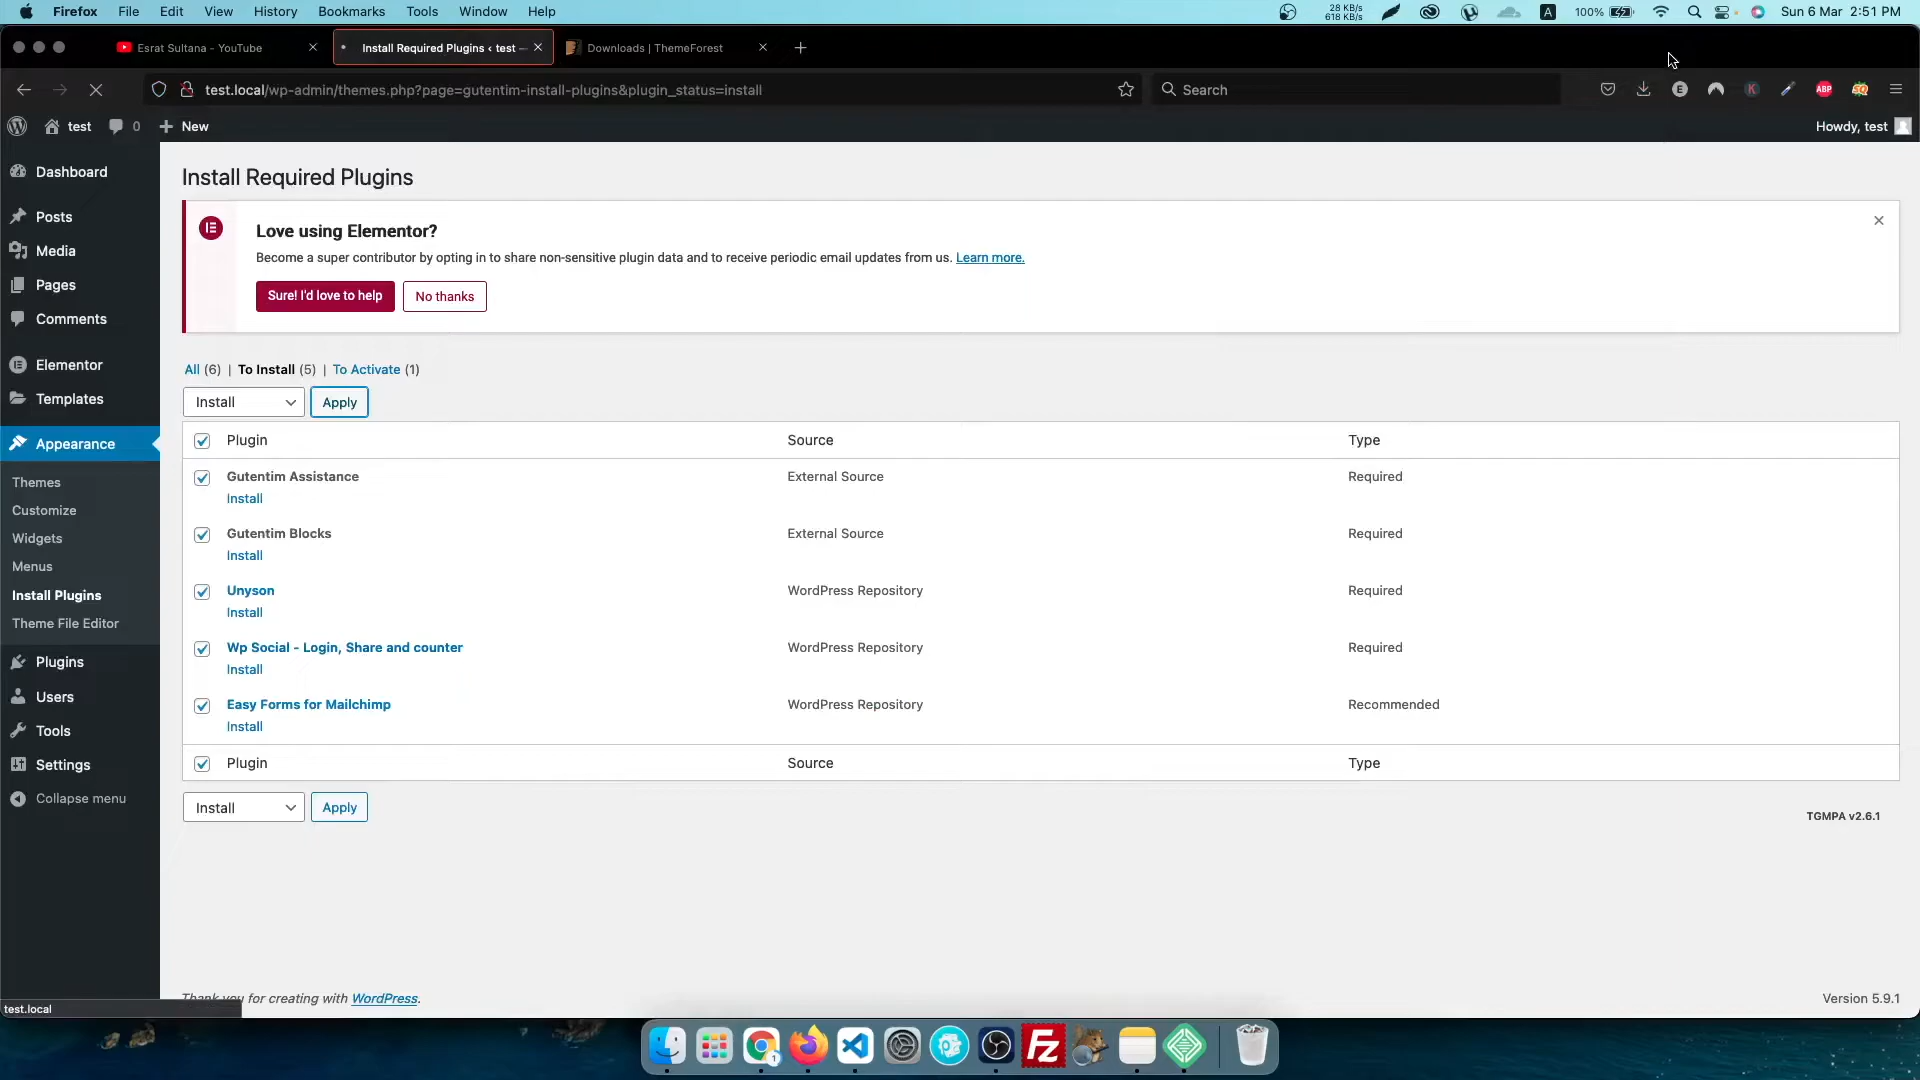 Firefox File Edit View History Bookmarks Tools Window Help
28 KB/s
618 KB/s
A 100% Sun 6 Mar 2:51 PM
Esrat Sultana - YouTube
Install Required Plugins ‹ test —
Downloads | ThemeForest
test.local/wp-admin/themes.php?page=gutentim-install-plugins&plugin_status=install
Search
E
K
ABP
test 0 New
Howdy, test
Dashboard
Posts
Media
Pages
Comments
Elementor
Templates
Appearance
Themes
Customize
Widgets
Menus
Install Plugins
Theme File Editor
Plugins
Users
Tools
Settings
Collapse menu
Install Required Plugins
Love using Elementor?
Become a super contributor by opting in to share non-sensitive plugin data and to receive periodic email updates from us. Learn more.
Sure! I'd love to help
No thanks
All (6) | To Install (5) | To Activate (1)
Install Apply
Plugin Source Type
Gutentim Assistance External Source Required
Install
Gutentim Blocks External Source Required
Install
Unyson WordPress Repository Required
Install
Wp Social - Login, Share and counter WordPress Repository Required
Install
Easy Forms for Mailchimp WordPress Repository Recommended
Install
Plugin Source Type
Install Apply
TGMPA v2.6.1
Thank you for creating with WordPress.
Version 5.9.1
test.local
1
Fz